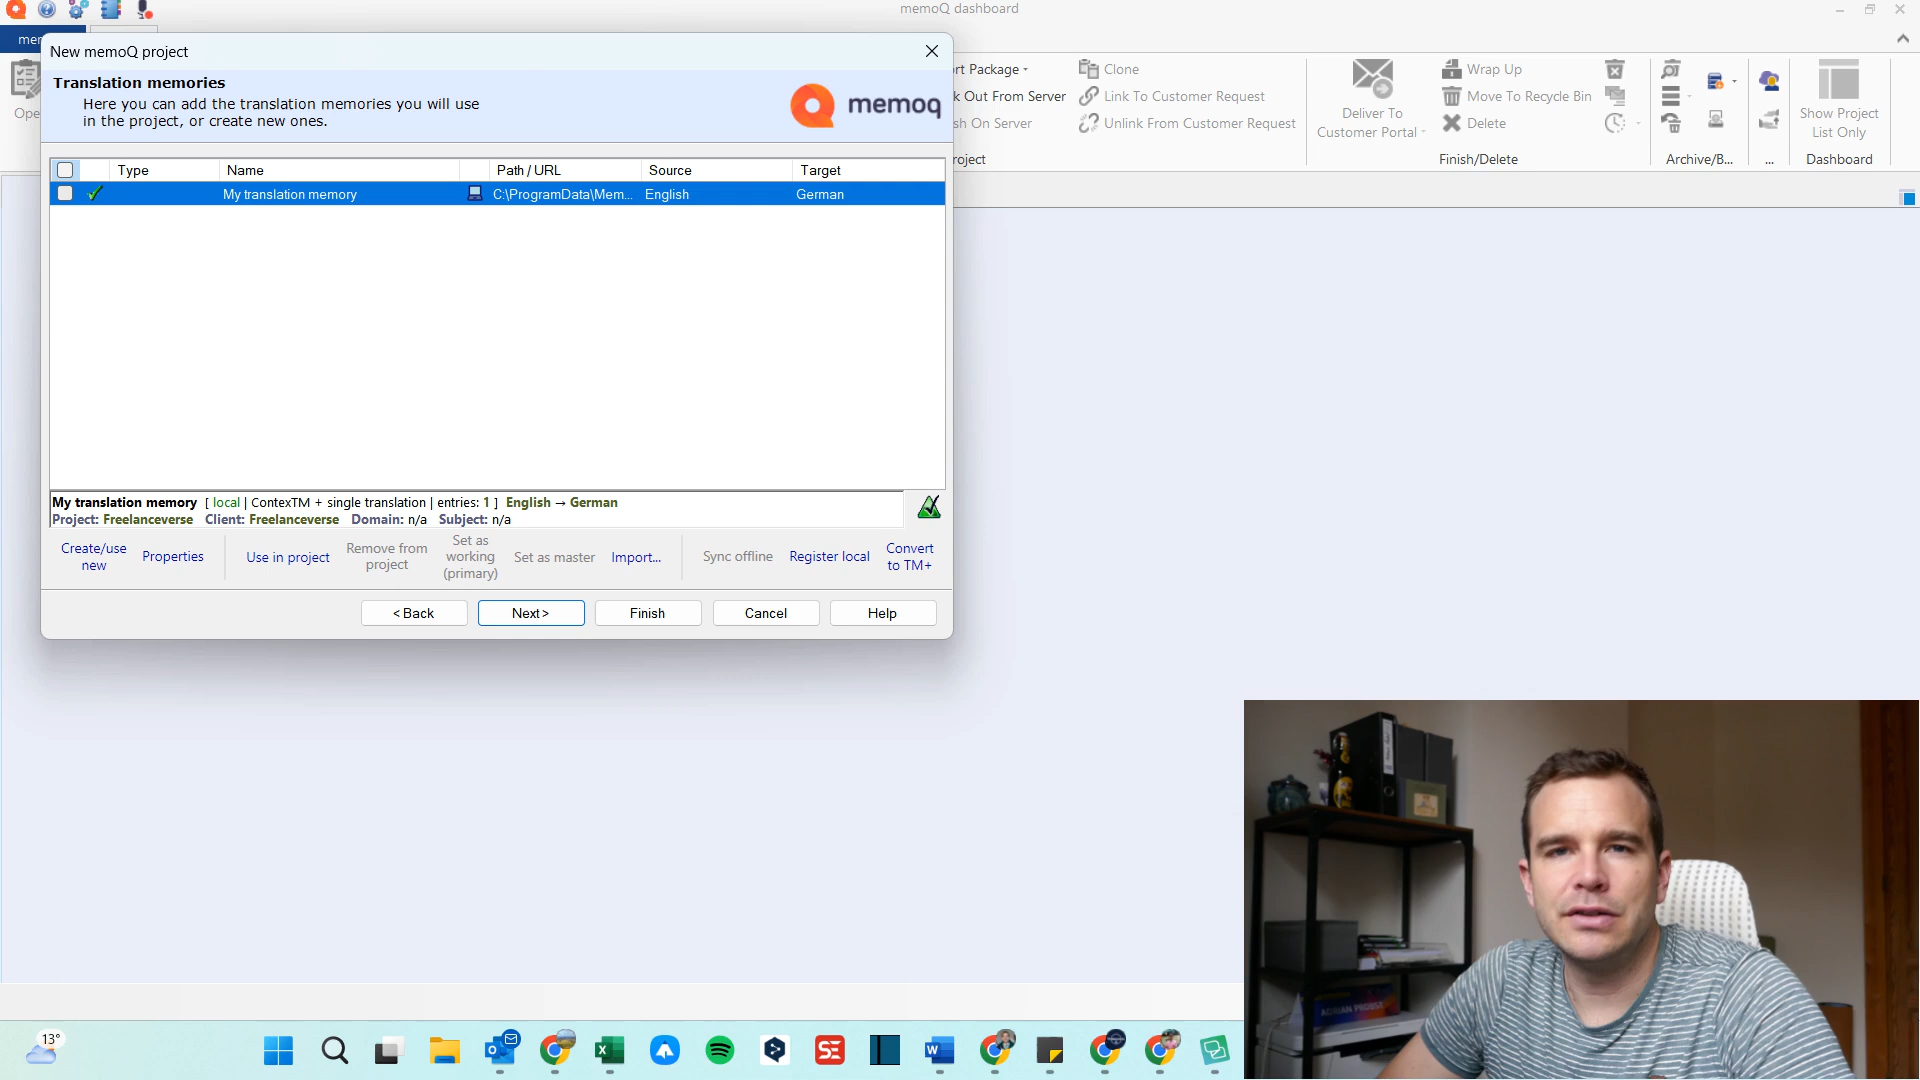 memoQ dashboard
mer
New memoQ project
Translation memories
Here you can add the translation memories you will use
in the project, or create new ones.
memoq
Ope
rt Package
k Out From Server
sh On Server
roject
Clone
Link To Customer Request
Unlink From Customer Request
Deliver To
Customer Portal
Wrap Up
Move To Recycle Bin
Delete
Finish/Delete
Archive/B...
...
Show Project
List Only
Dashboard
Type Name Path / URL Source Target
My translation memory C:\ProgramData\Mem... English German
My translation memory [ local | ContexTM + single translation | entries: 1 ] English → German
Project: Freelanceverse Client: Freelanceverse Domain: n/a Subject: n/a
Create/use
new
Properties
Use in project
Remove from
project
Set as
working
(primary)
Set as master
Import...
Sync offline
Register local
Convert
to TM+
< Back
Next >
Finish
Cancel
Help
ADRIAN PROBST
13°
SE